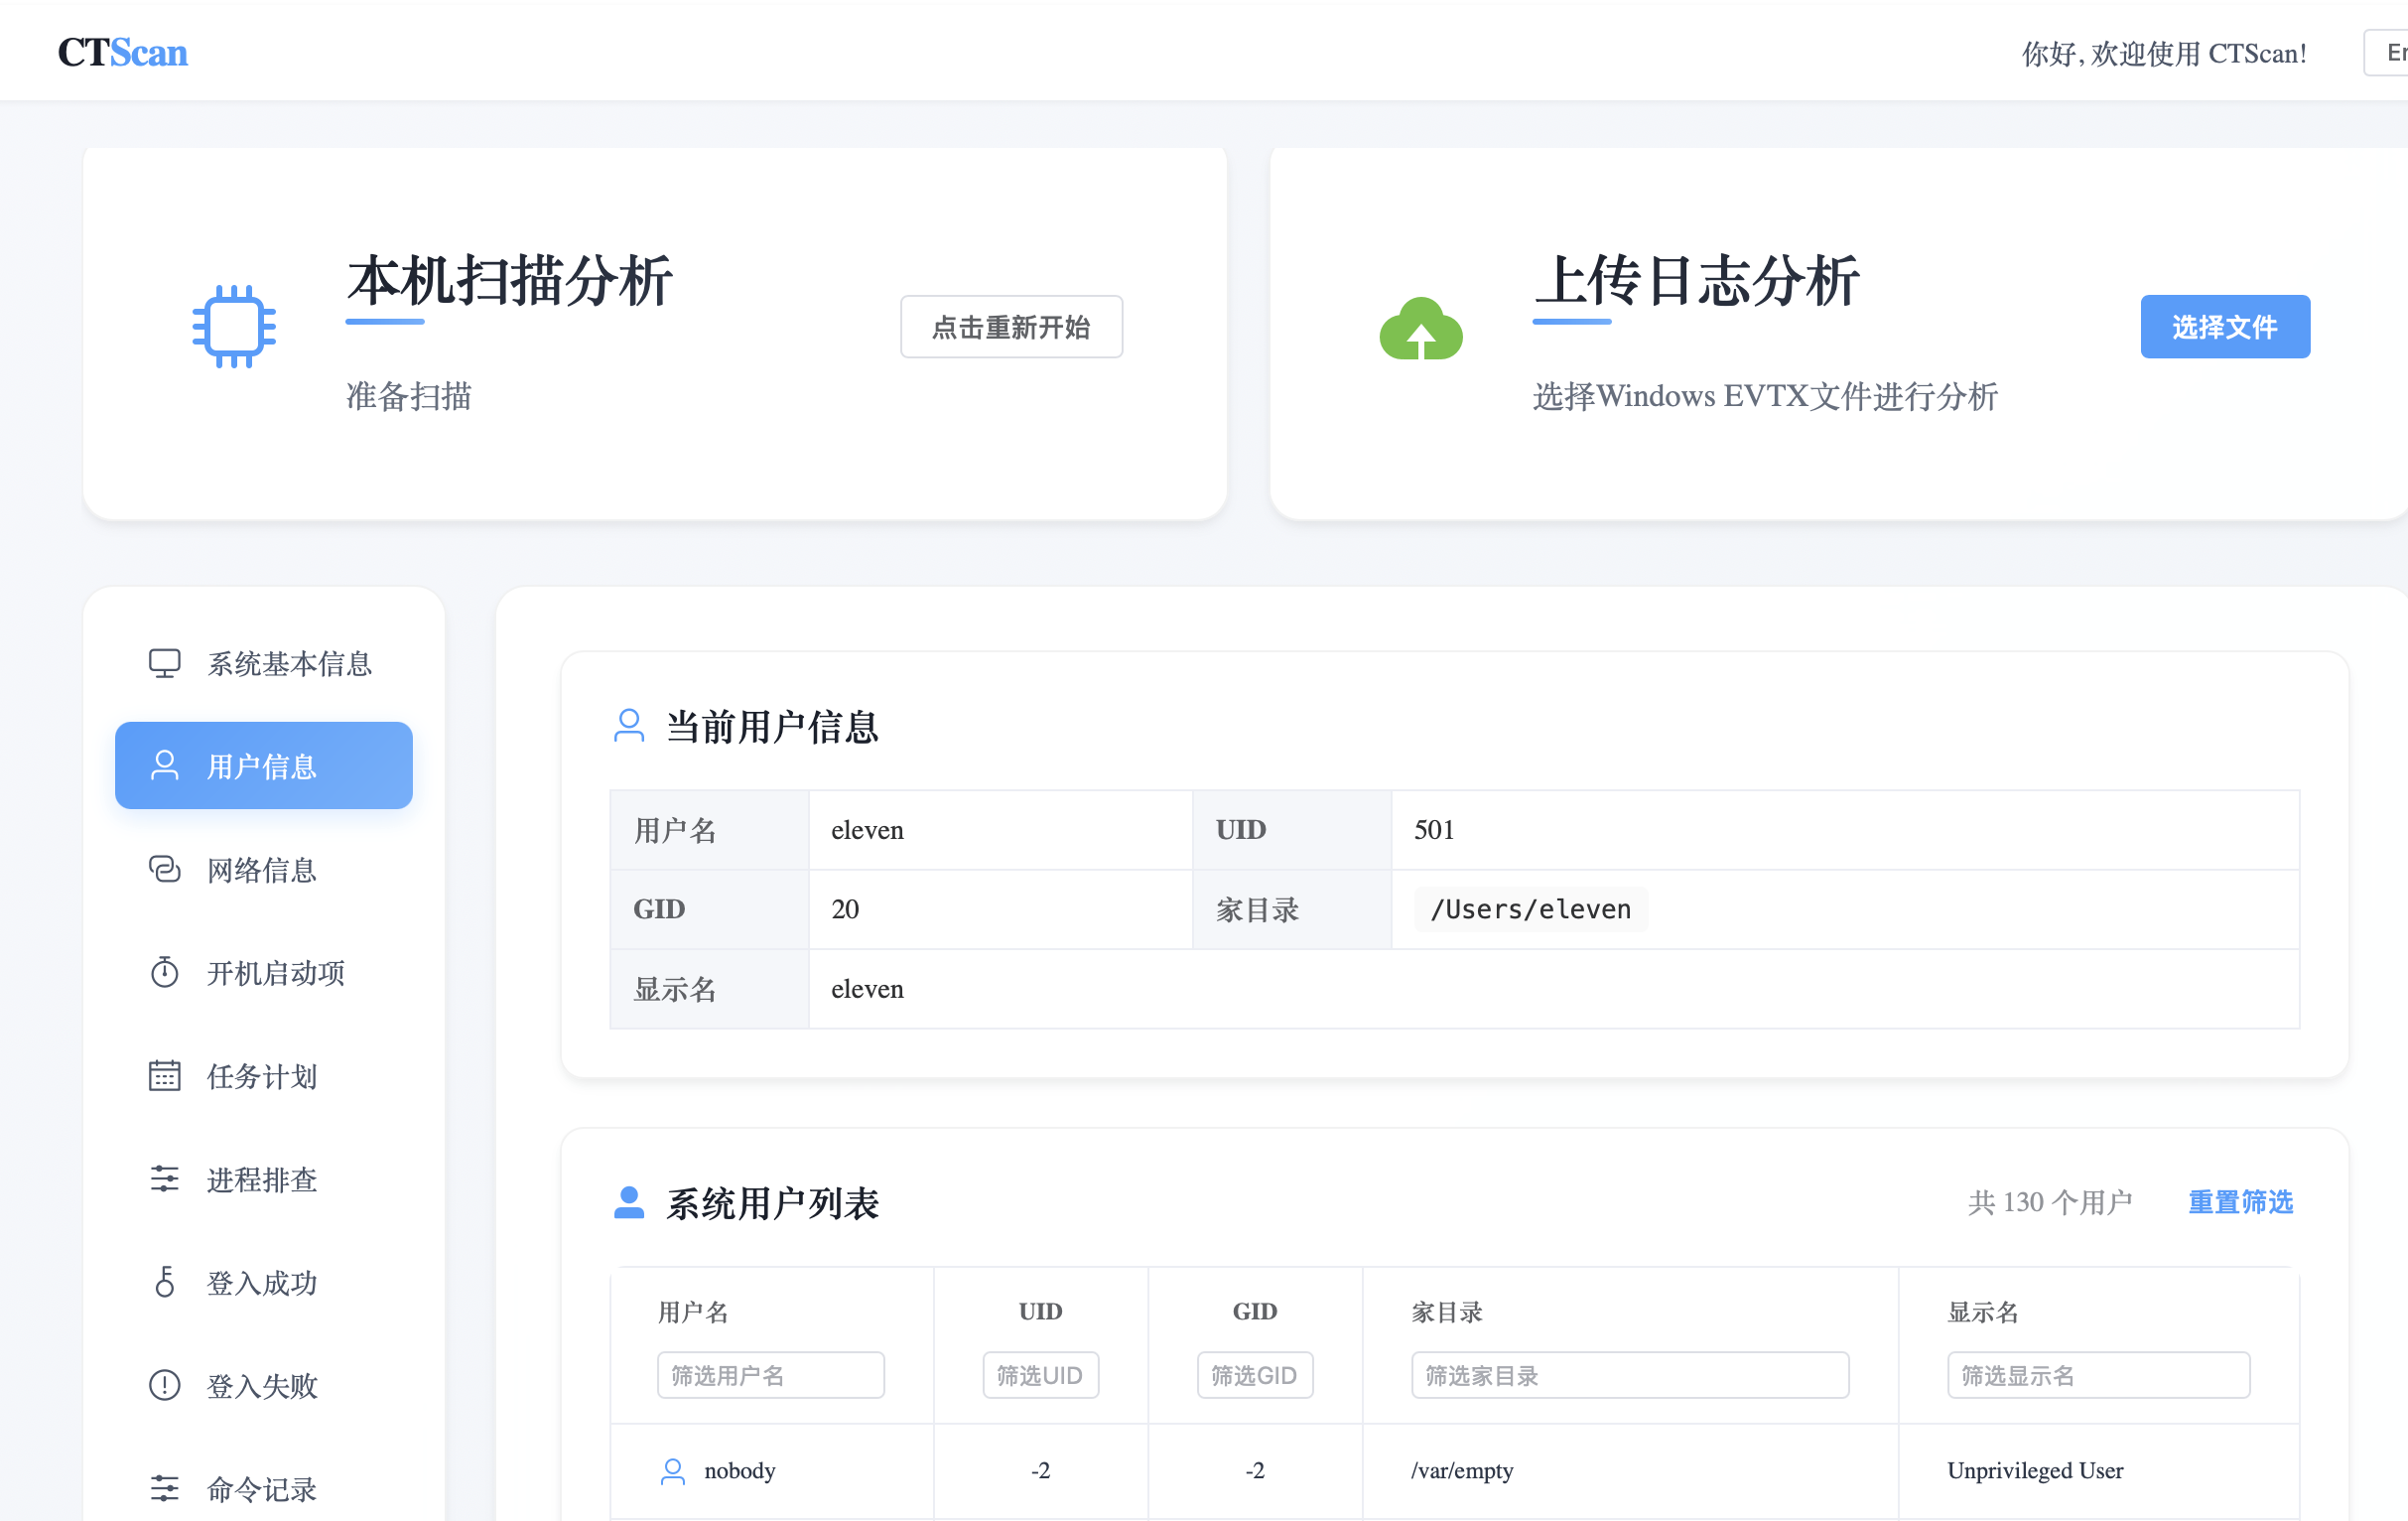 CTScan
你好, 欢迎使用 CTScan!
本机扫描分析
准备扫描
点击重新开始
上传日志分析
选择Windows EVTX文件进行分析
选择文件
系统基本信息
用户信息
网络信息
开机启动项
任务计划
进程排查
登入成功
登入失败
命令记录
当前用户信息
用户名 eleven UID 501
GID 20 家目录 /Users/eleven
显示名 eleven
系统用户列表 共 130 个用户 重置筛选
用户名 UID GID 家目录 显示名
筛选用户名 筛选UID 筛选GID 筛选家目录 筛选显示名
nobody -2 -2 /var/empty Unprivileged User